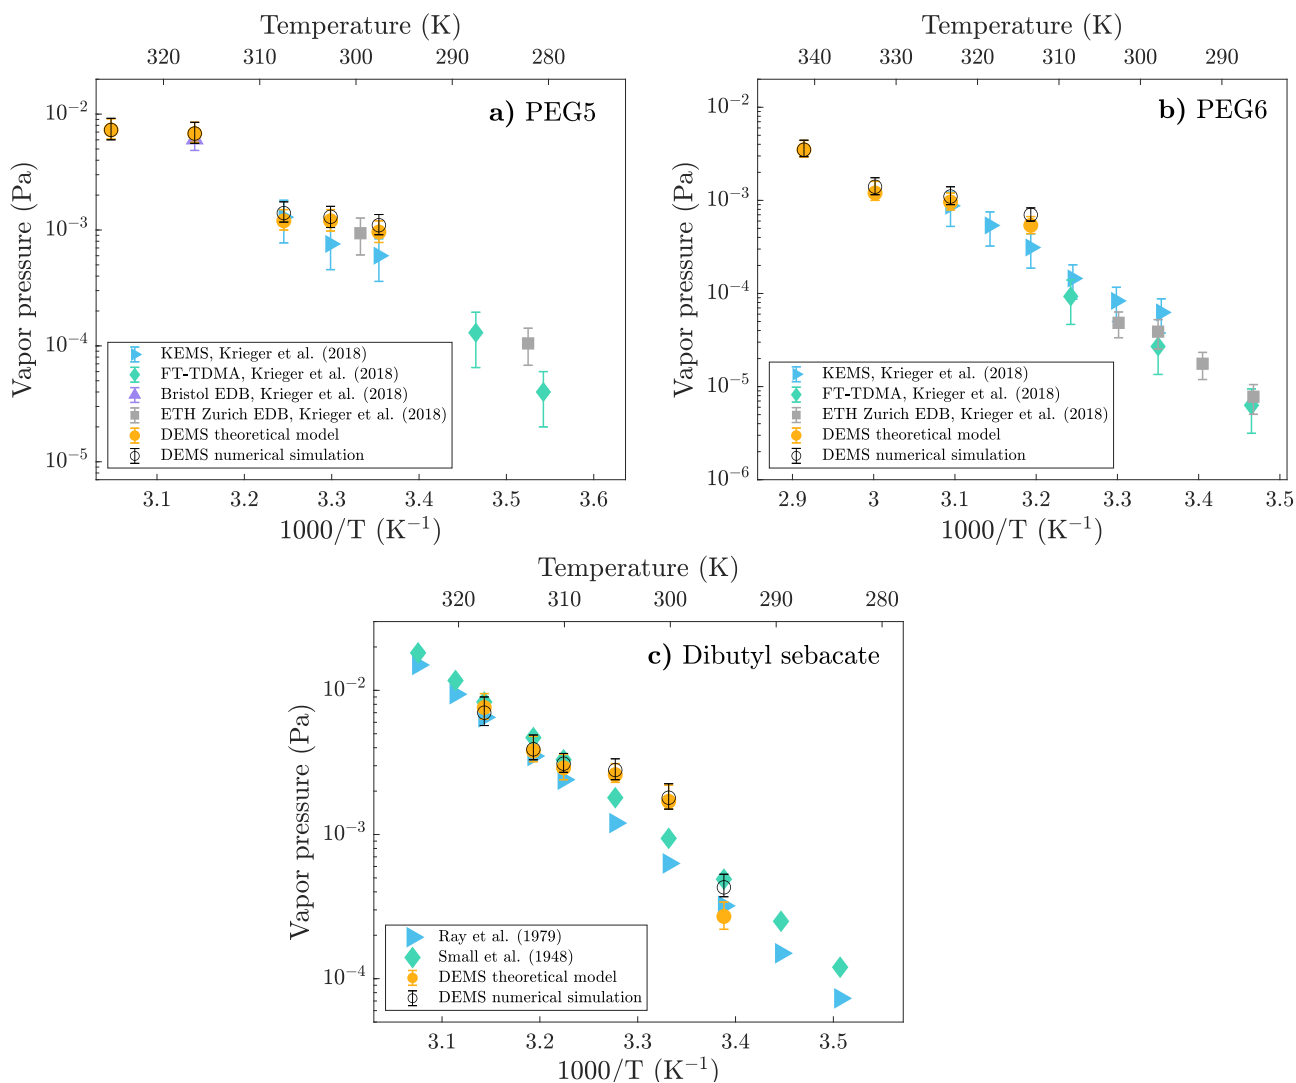 Temperature (K)
320 310 300 290 280
10⁻²
10⁻³
10⁻⁴
10⁻⁵
Vapor pressure (Pa)
a) PEG5
KEMS, Krieger et al. (2018)
FT-TDMA, Krieger et al. (2018)
Bristol EDB, Krieger et al. (2018)
ETH Zurich EDB, Krieger et al. (2018)
DEMS theoretical model
DEMS numerical simulation
3.1 3.2 3.3 3.4 3.5 3.6
1000/T (K⁻¹)
Temperature (K)
340 330 320 310 300 290
10⁻²
10⁻³
10⁻⁴
10⁻⁵
10⁻⁶
Vapor pressure (Pa)
b) PEG6
KEMS, Krieger et al. (2018)
FT-TDMA, Krieger et al. (2018)
ETH Zurich EDB, Krieger et al. (2018)
DEMS theoretical model
DEMS numerical simulation
2.9 3 3.1 3.2 3.3 3.4 3.5
1000/T (K⁻¹)
Temperature (K)
320 310 300 290 280
10⁻²
10⁻³
10⁻⁴
Vapor pressure (Pa)
c) Dibutyl sebacate
Ray et al. (1979)
Small et al. (1948)
DEMS theoretical model
DEMS numerical simulation
3.1 3.2 3.3 3.4 3.5
1000/T (K⁻¹)